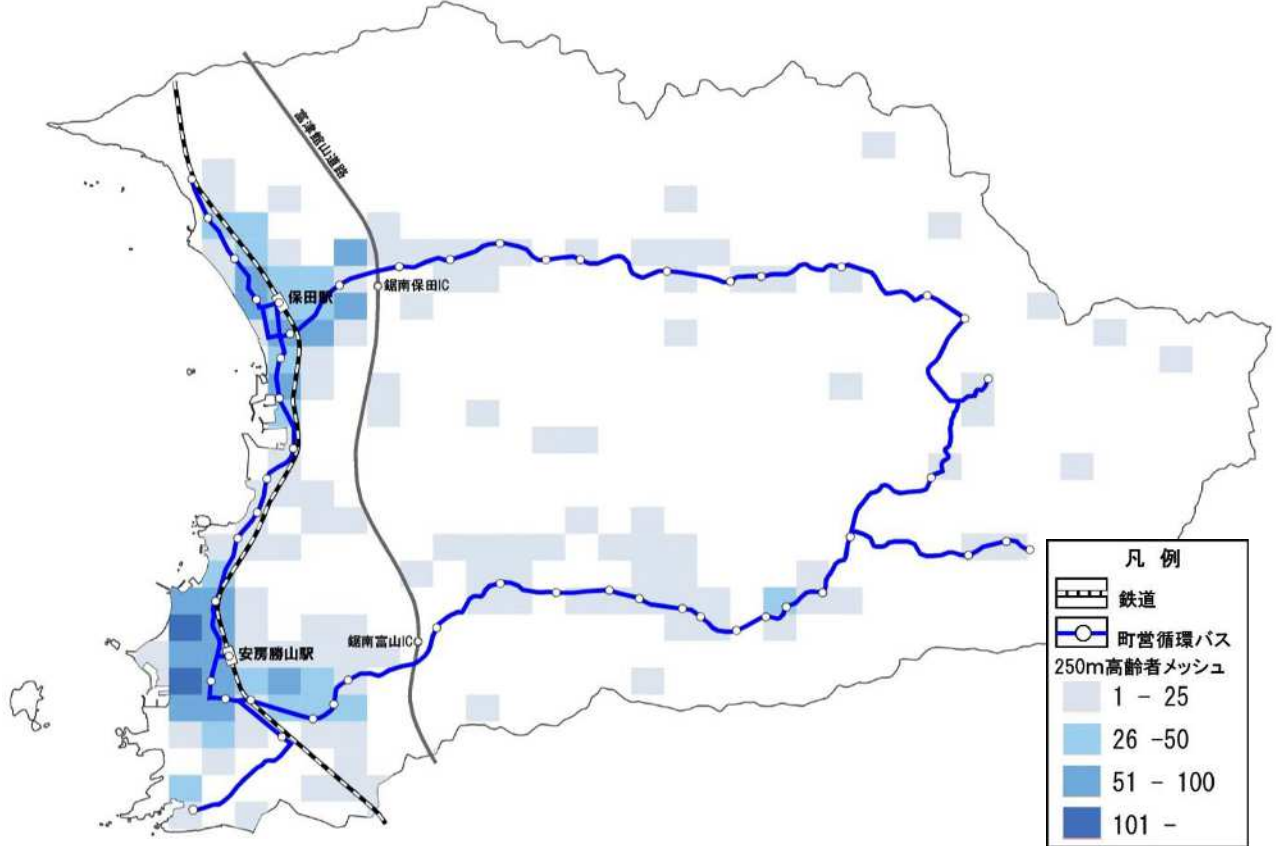 富津館山道路
保田駅
鋸南保田IC
鋸南富山IC
安房勝山駅
凡 例
鉄道
町営循環バス
250m高齢者メッシュ
1 - 25
26 -50
51 - 100
101 -